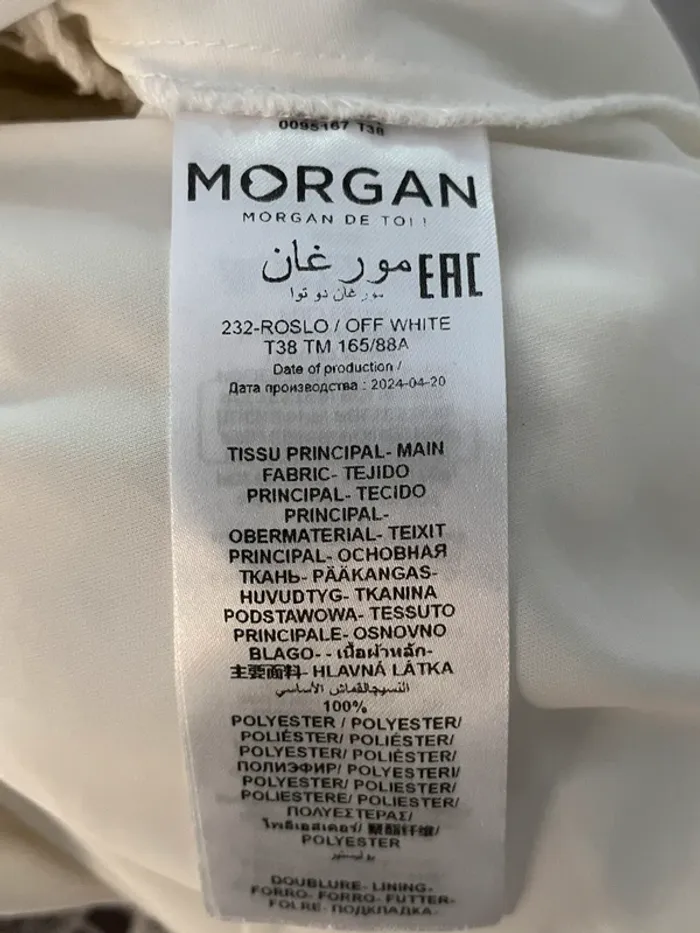 0095167 T38
MORGAN
MORGAN DE TOI !
مورغان
EAC
مورغان دو توا
232-ROSLO / OFF WHITE
T38 TM 165/88A
Date of production /
Дата производства : 2024-04-20
TISSU PRINCIPAL- MAIN
FABRIC- TEJIDO
PRINCIPAL- TECIDO
PRINCIPAL-
OBERMATERIAL- TEIXIT
PRINCIPAL- ОСНОВНАЯ
ТКАНЬ- PÄÄKANGAS-
HUVUDTYG- TKANINA
PODSTAWOWA- TESSUTO
PRINCIPALE- OSNOVNO
BLAGO- - เนื้อผ้าหลัก-
主要面料- HLAVNÁ LÁTKA
النسيجالقماش الأساسي
100%
POLYESTER / POLYESTER/
POLIÉSTER/ POLIÉSTER/
POLYESTER/ POLIÈSTER/
ПОЛИЭФИР/ POLYESTERI/
POLYESTER/ POLIESTER/
POLIESTERE/ POLIESTER/
ΠΟΛΥΕΣΤΕΡΑΣ/
โพลีเอสเตอร์/ 聚酯纤维/
POLYESTER
بوليستير
DOUBLURE- LINING-
FORRO- FORRO- FUTTER-
FOLRE- ПОДКЛАДКА-